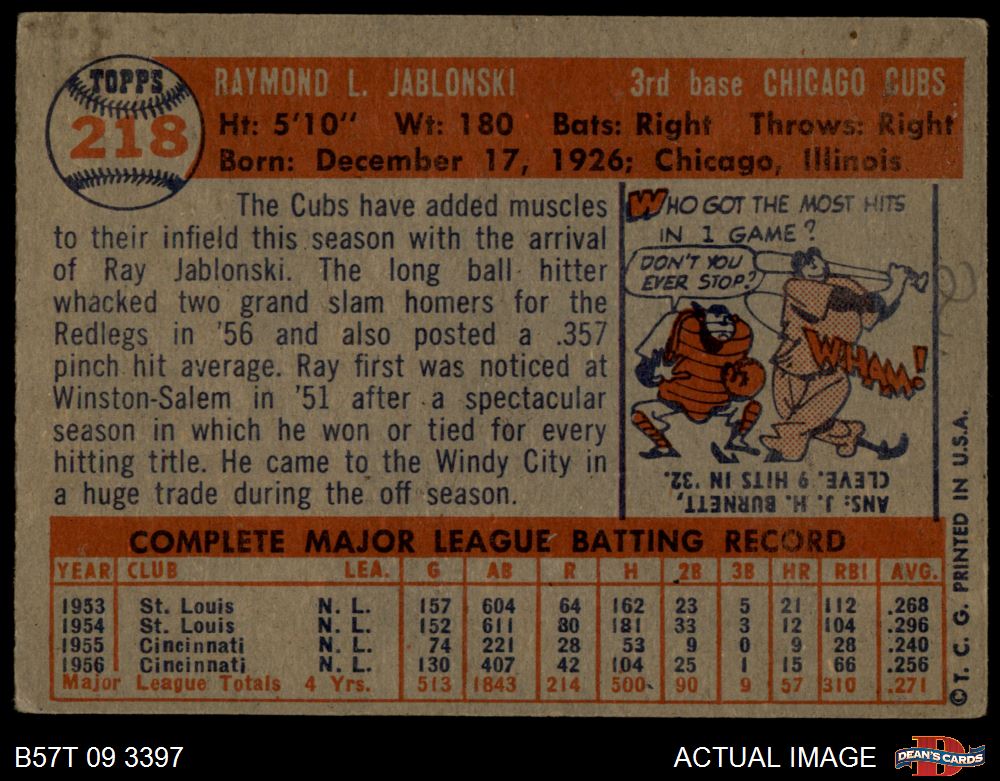 TOPPS
218
RAYMOND L. JABLONSKI 3rd base CHICAGO CUBS
Ht: 5'10" Wt: 180 Bats: Right Throws: Right
Born: December 17, 1926; Chicago, Illinois
The Cubs have added muscles
to their infield this season with the arrival
of Ray Jablonski. The long ball hitter
whacked two grand slam homers for the
Redlegs in '56 and also posted a .357
pinch hit average. Ray first was noticed at
Winston-Salem in '51 after a spectacular
season in which he won or tied for every
hitting title. He came to the Windy City in
a huge trade during the off season.
WHO GOT THE MOST HITS
IN 1 GAME?
DON'T YOU
EVER STOP?
WHAM!
ANS: J. H. BURNETT,
CLEVE. 9 HITS IN '32.
COMPLETE MAJOR LEAGUE BATTING RECORD
YEAR CLUB LEA. G AB R H 2B 3B HR RBI AVG.
1953 St. Louis N. L. 157 604 64 162 23 5 21 112 .268
1954 St. Louis N. L. 152 611 80 181 33 3 12 104 .296
1955 Cincinnati N. L. 74 221 28 53 9 0 9 28 .240
1956 Cincinnati N. L. 130 407 42 104 25 1 15 66 .256
Major League Totals 4 Yrs. 513 1843 214 500 90 9 57 310 .271
© T. C. G. PRINTED IN U.S.A.
B57T 09 3397
ACTUAL IMAGE
D
DEAN'S CARDS